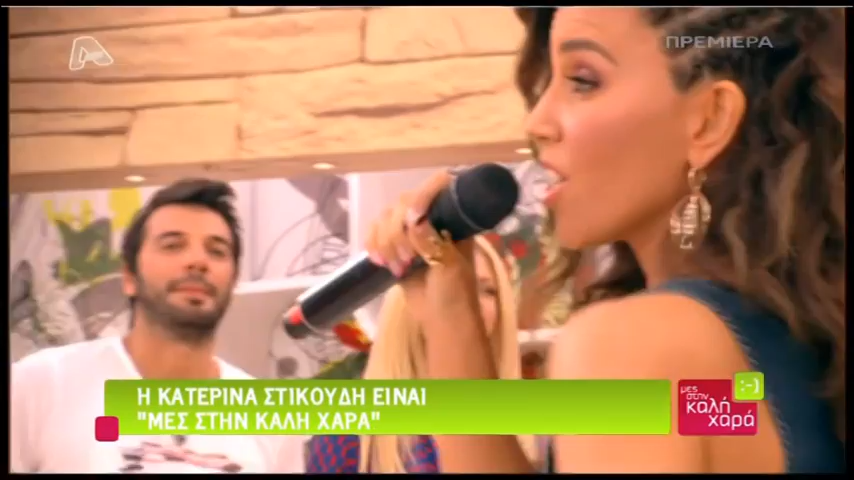 ΠΡΕΜΙΕΡΑ
Η ΚΑΤΕΡΙΝΑ ΣΤΙΚΟΥΔΗ ΕΙΝΑΙ
"ΜΕΣ ΣΤΗΝ ΚΑΛΗ ΧΑΡΑ"
:-)
μες
στην
καλή
χαρά